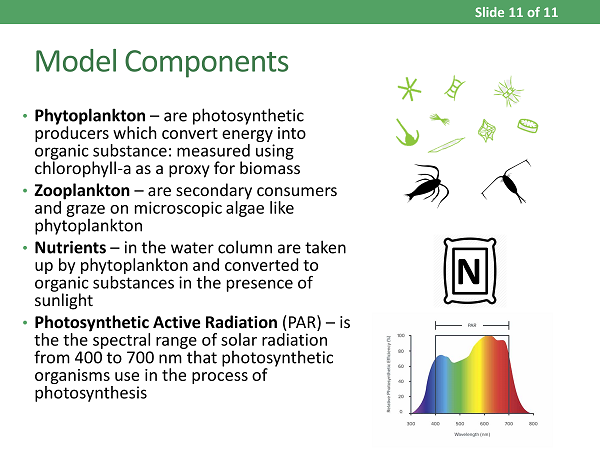 Slide 11 of 11
Model Components
• Phytoplankton – are photosynthetic
producers which convert energy into
organic substance: measured using
chlorophyll-a as a proxy for biomass
• Zooplankton – are secondary consumers
and graze on microscopic algae like
phytoplankton
• Nutrients – in the water column are taken
up by phytoplankton and converted to
organic substances in the presence of
sunlight
• Photosynthetic Active Radiation (PAR) – is
the the spectral range of solar radiation
from 400 to 700 nm that photosynthetic
organisms use in the process of
photosynthesis
N
PAR
Relative Photosynthetic Efficiency (%)
100
80
60
40
20
0
300 400 500 600 700 800
Wavelength (nm)